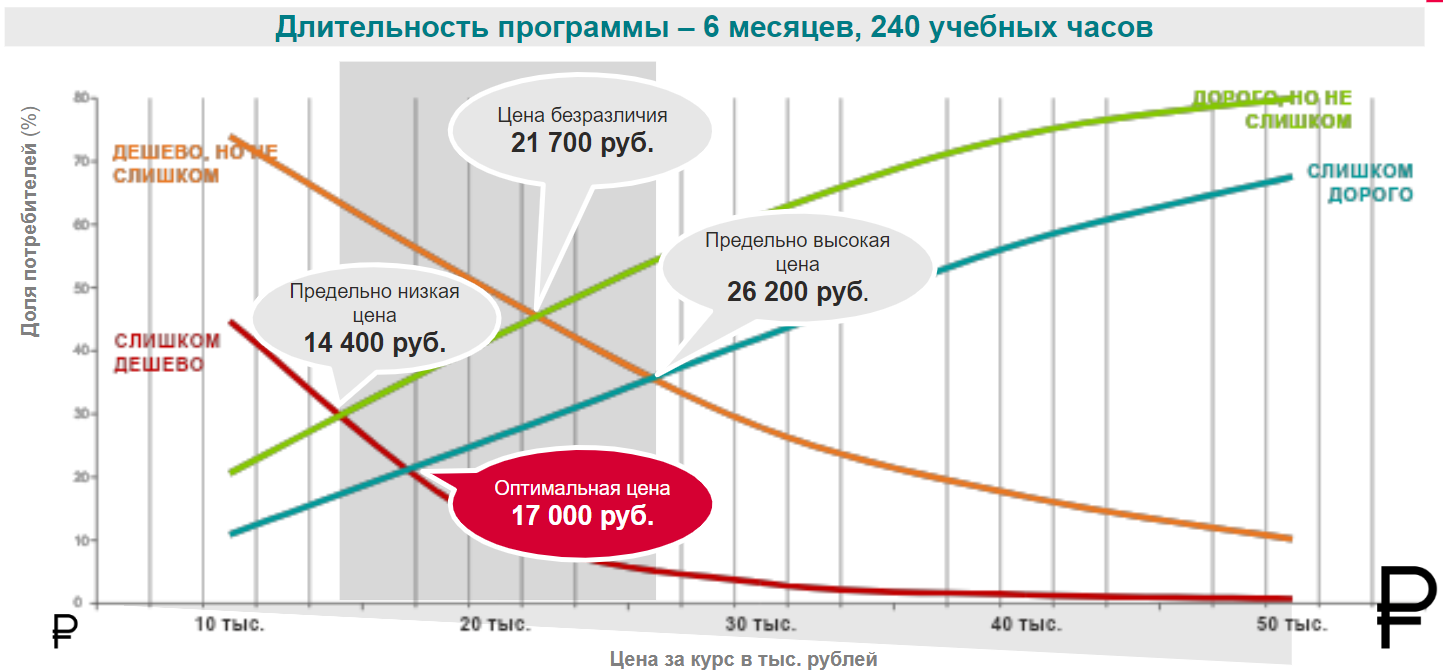 Длительность программы – 6 месяцев, 240 учебных часов
Доля потребителей (%)
80
70
60
50
40
30
20
10
0
ДЕШЕВО, НО НЕ
СЛИШКОМ
СЛИШКОМ
ДЕШЕВО
Предельно низкая
цена
14 400 руб.
Цена безразличия
21 700 руб.
Предельно высокая
цена
26 200 руб.
Оптимальная цена
17 000 руб.
ДОРОГО, НО НЕ
СЛИШКОМ
СЛИШКОМ
ДОРОГО
₽
10 тыс.
20 тыс.
30 тыс.
40 тыс.
50 тыс.
₽
Цена за курс в тыс. рублей